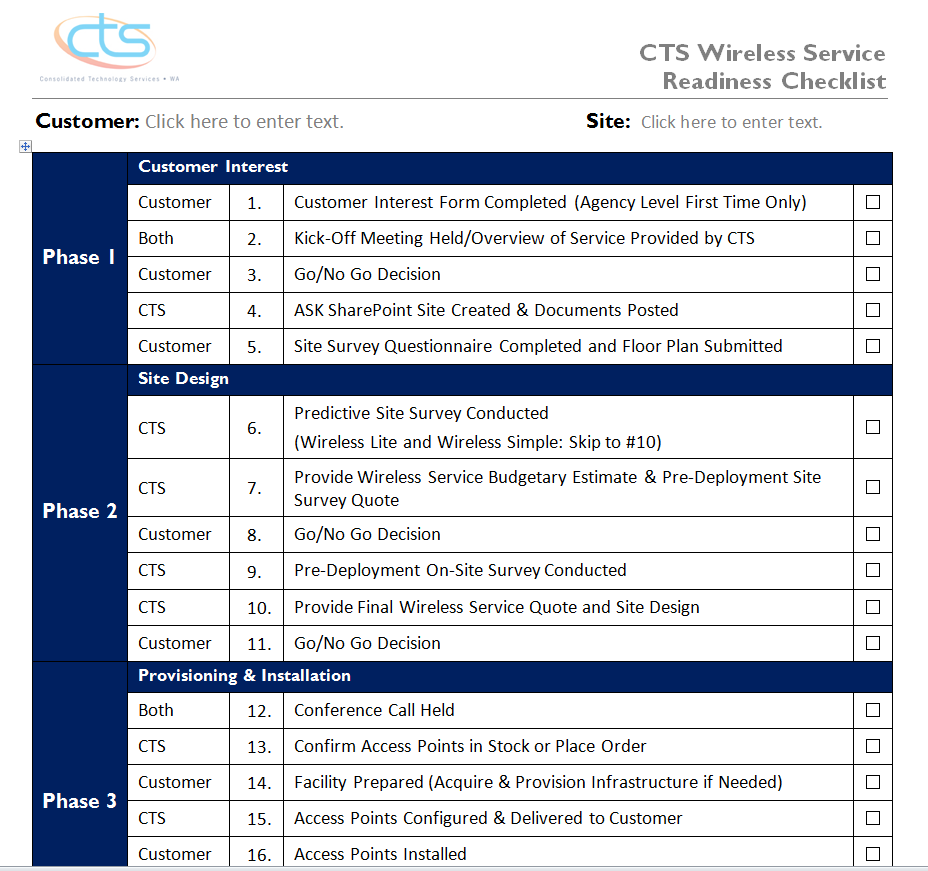 cts
Consolidated Technology Services • WA
CTS Wireless Service
Readiness Checklist
Customer: Click here to enter text. Site: Click here to enter text.
Customer Interest
Phase 1
Customer 1. Customer Interest Form Completed (Agency Level First Time Only)
Both 2. Kick-Off Meeting Held/Overview of Service Provided by CTS
Customer 3. Go/No Go Decision
CTS 4. ASK SharePoint Site Created & Documents Posted
Customer 5. Site Survey Questionnaire Completed and Floor Plan Submitted
Site Design
Phase 2
CTS 6. Predictive Site Survey Conducted
(Wireless Lite and Wireless Simple: Skip to #10)
CTS 7. Provide Wireless Service Budgetary Estimate & Pre-Deployment Site
Survey Quote
Customer 8. Go/No Go Decision
CTS 9. Pre-Deployment On-Site Survey Conducted
CTS 10. Provide Final Wireless Service Quote and Site Design
Customer 11. Go/No Go Decision
Provisioning & Installation
Phase 3
Both 12. Conference Call Held
CTS 13. Confirm Access Points in Stock or Place Order
Customer 14. Facility Prepared (Acquire & Provision Infrastructure if Needed)
CTS 15. Access Points Configured & Delivered to Customer
Customer 16. Access Points Installed